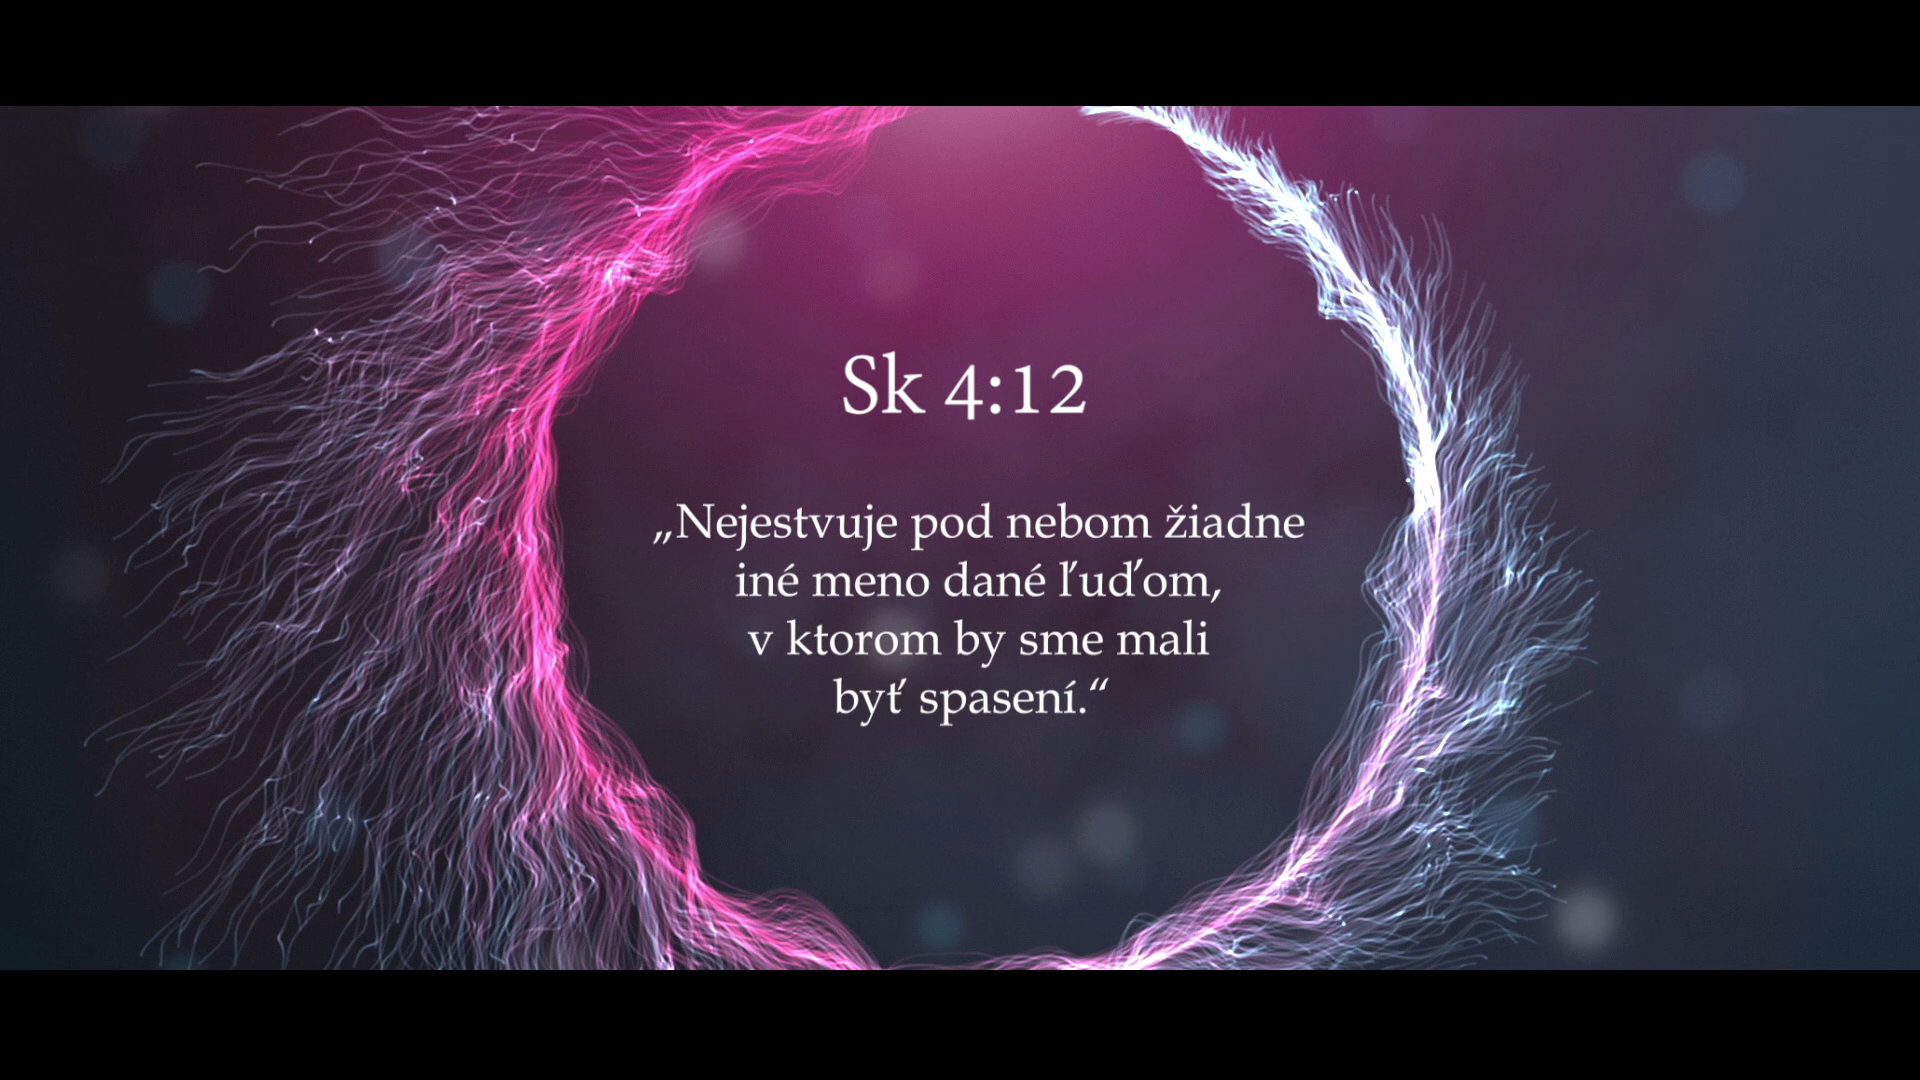 Sk 4:12
„Nejestvuje pod nebom žiadne
iné meno dané ľuďom,
v ktorom by sme mali
byť spasení.“